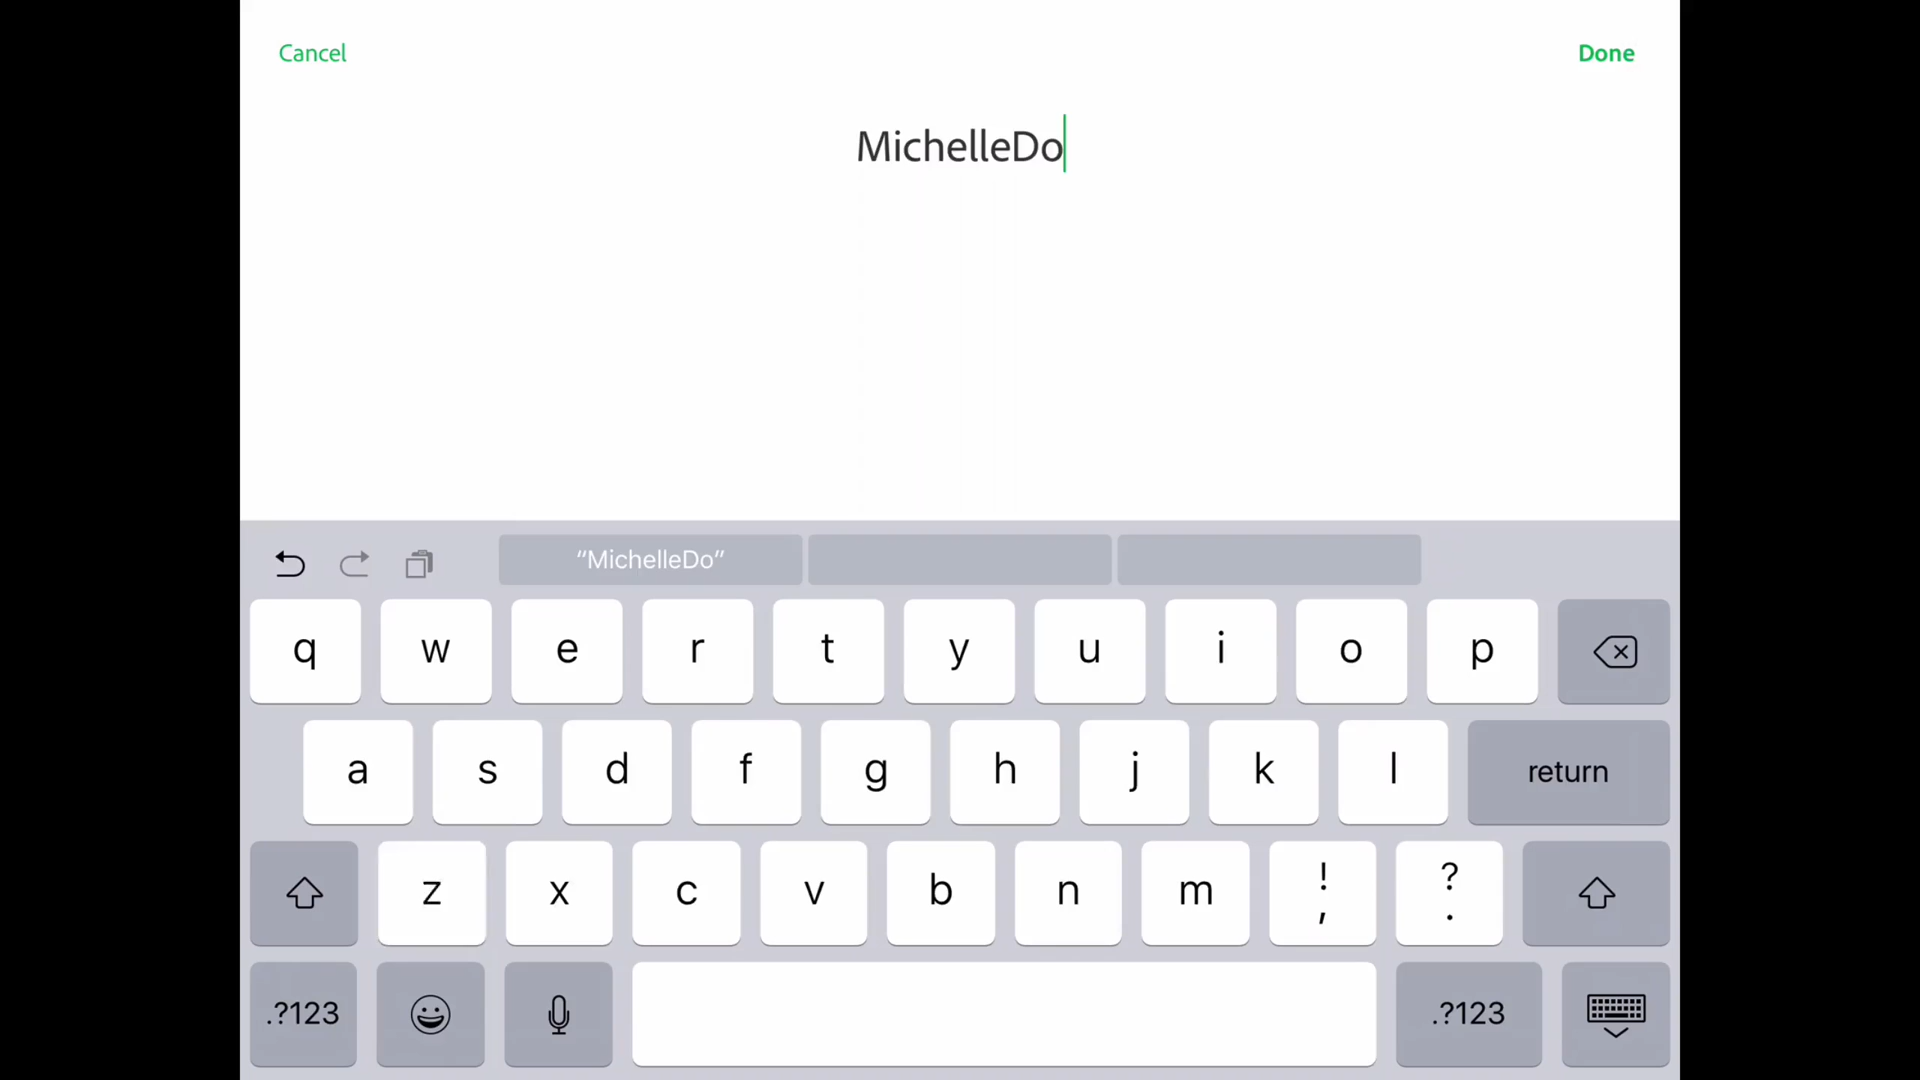 Cancel Done
MichelleDo
“MichelleDo”
q w e r t y u i o p
a s d f g h j k l return
z x c v b n m ! , ? .
.?123 .?123